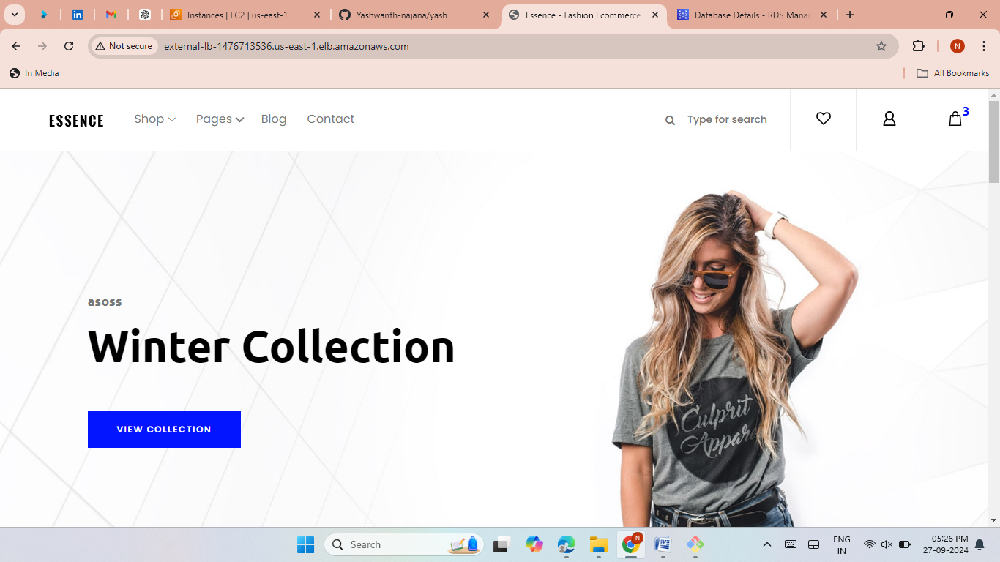 Instances | EC2 | us-east-1
Yashwanth-najana/yash
Essence - Fashion Ecommerce
Database Details - RDS Manag
Not secure
external-lb-1476713536.us-east-1.elb.amazonaws.com
N
In Media
All Bookmarks
ESSENCE
Shop
Pages
Blog
Contact
Type for search
3
asoss
Winter Collection
VIEW COLLECTION
Culprit
Appare
Search
N
ENG
IN
05:26 PM
27-09-2024